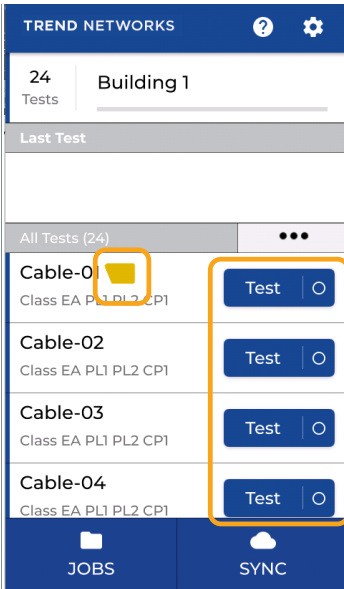 TREND NETWORKS ?
24
Tests
Building 1
Last Test
All Tests (24) •••
Cable-01
Class EA PL1 PL2 CP1
Test
Cable-02
Class EA PL1 PL2 CP1
Test
Cable-03
Class EA PL1 PL2 CP1
Test
Cable-04
Class EA PL1 PL2 CP1
Test
JOBS
SYNC